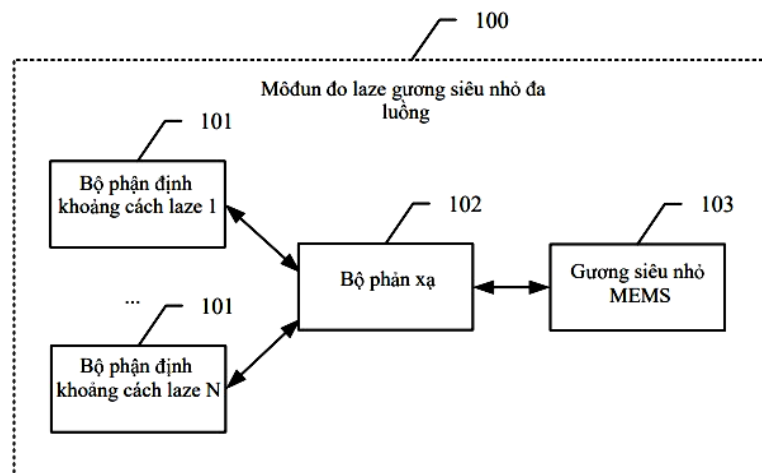 100
Môđun đo laze gương siêu nhỏ đa
luồng
101
Bộ phận định
khoảng cách laze 1
102
Bộ phản xạ
103
Gương siêu nhỏ
MEMS
...
101
Bộ phận định
khoảng cách laze N